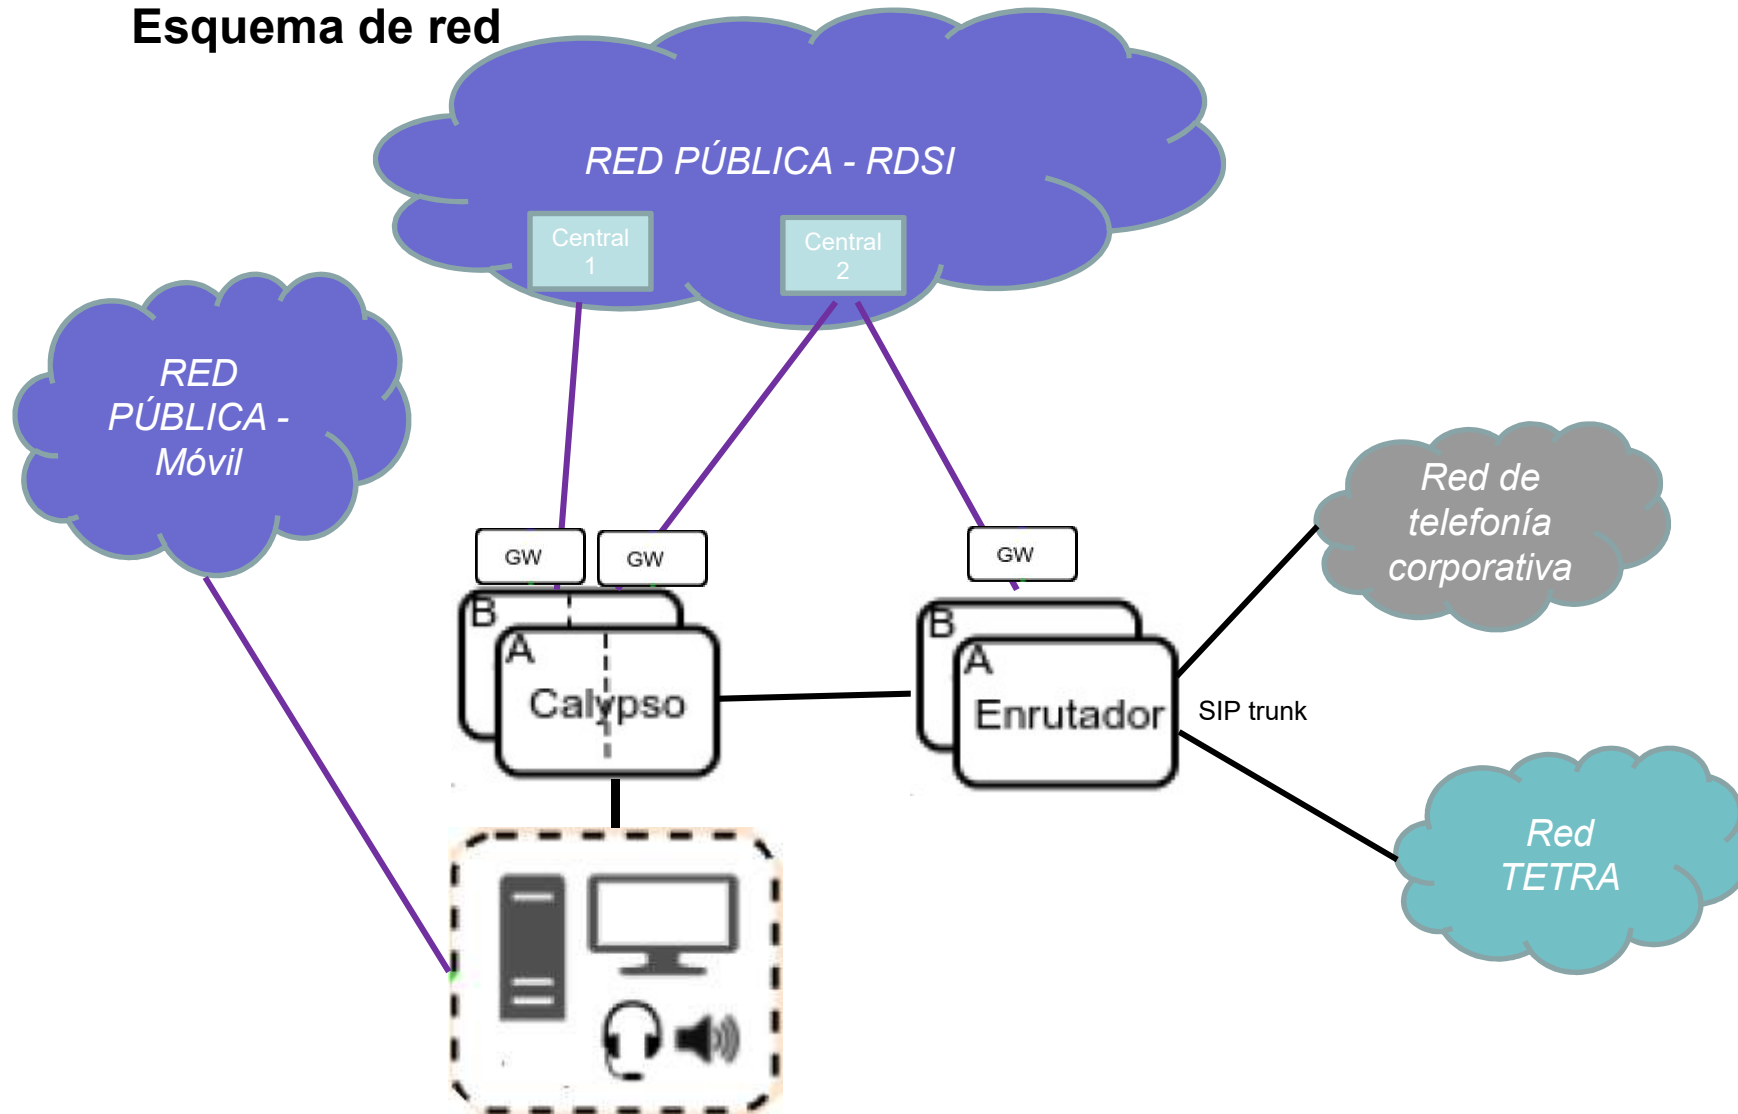 Esquema de red
RED PÚBLICA - RDSI
Central
1
Central
2
RED
PÚBLICA -
Móvil
Red de
telefonía
corporativa
GW
GW
GW
B
A
Calypso
B
A
Enrutador
SIP trunk
Red
TETRA